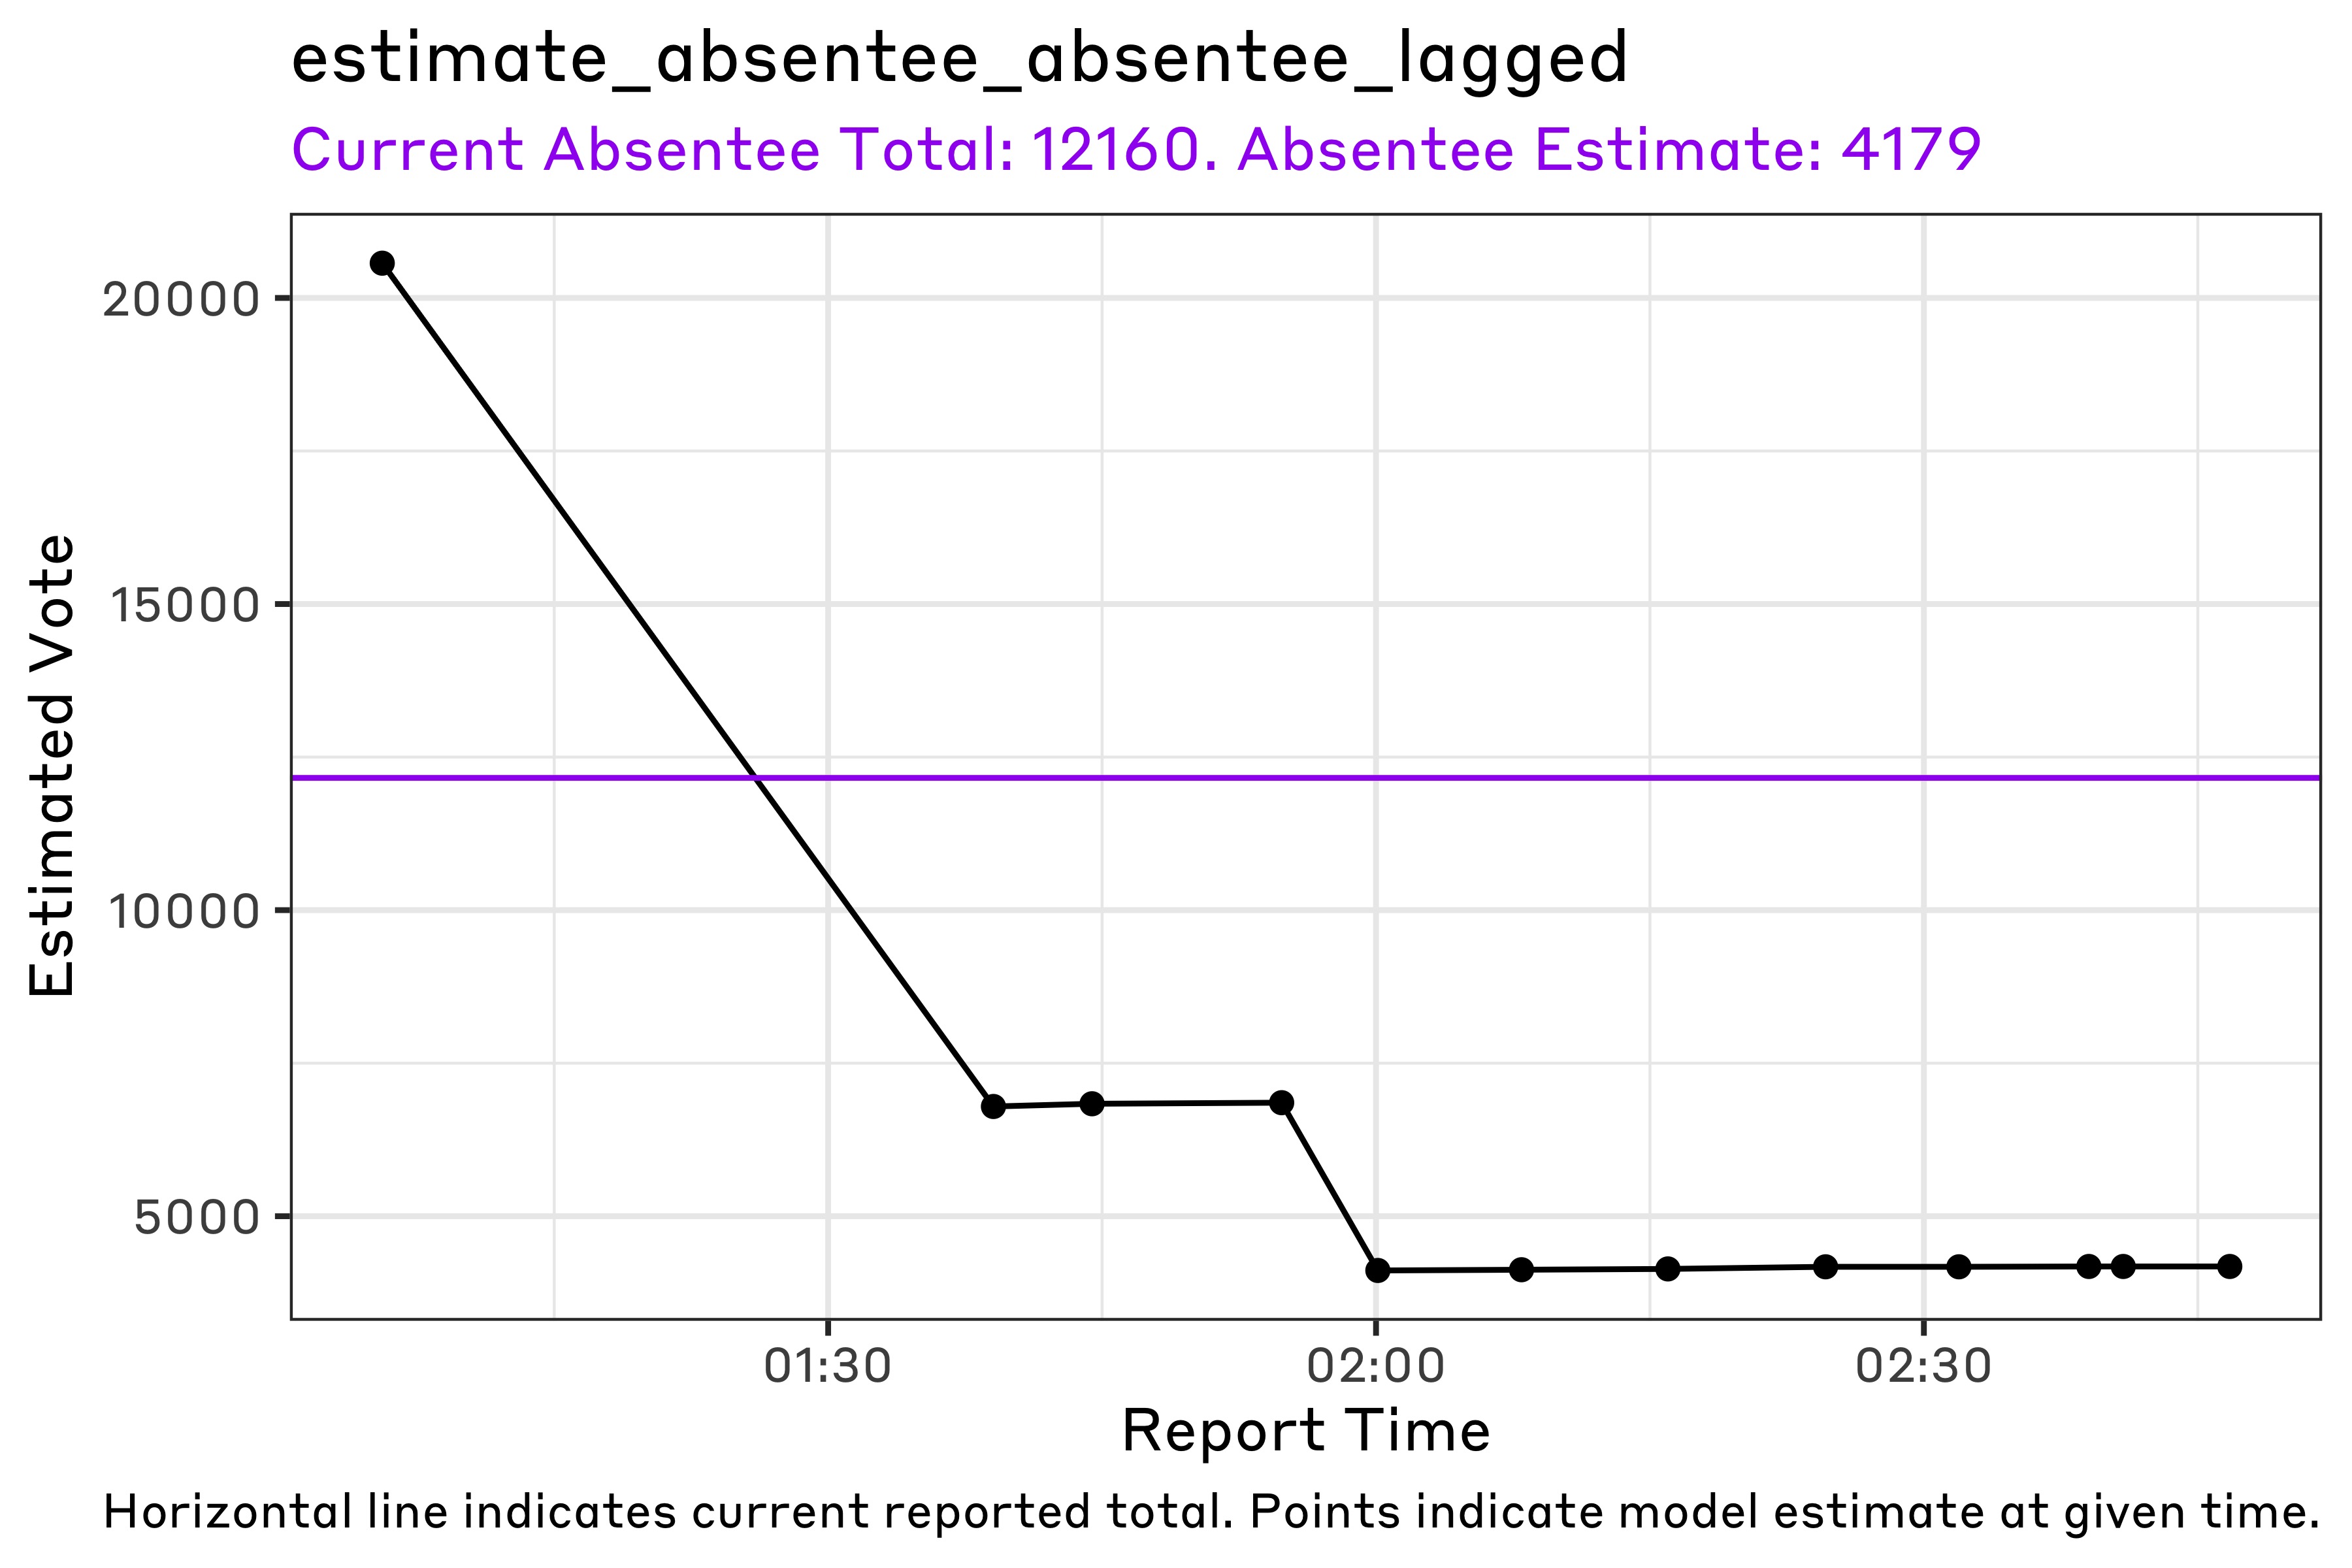 estimate_absentee_absentee_lagged
Current Absentee Total: 12160. Absentee Estimate: 4179
Estimated Vote
20000
15000
10000
5000
01:30
02:00
02:30
Report Time
Horizontal line indicates current reported total. Points indicate model estimate at given time.